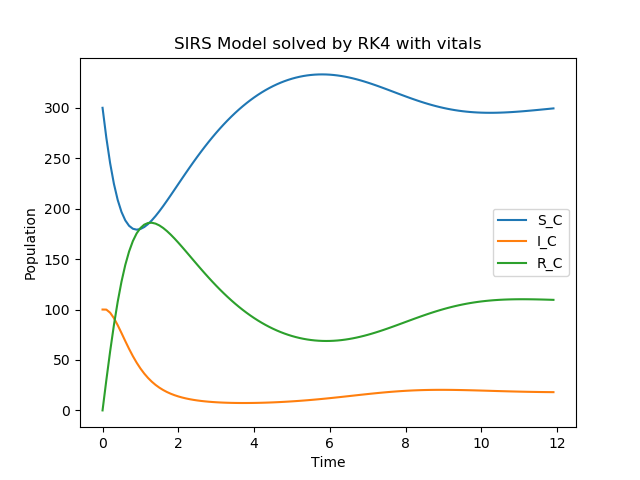 SIRS Model solved by RK4 with vitals
Population
300
250
200
150
100
50
0
S_C
I_C
R_C
0 2 4 6 8 10 12
Time